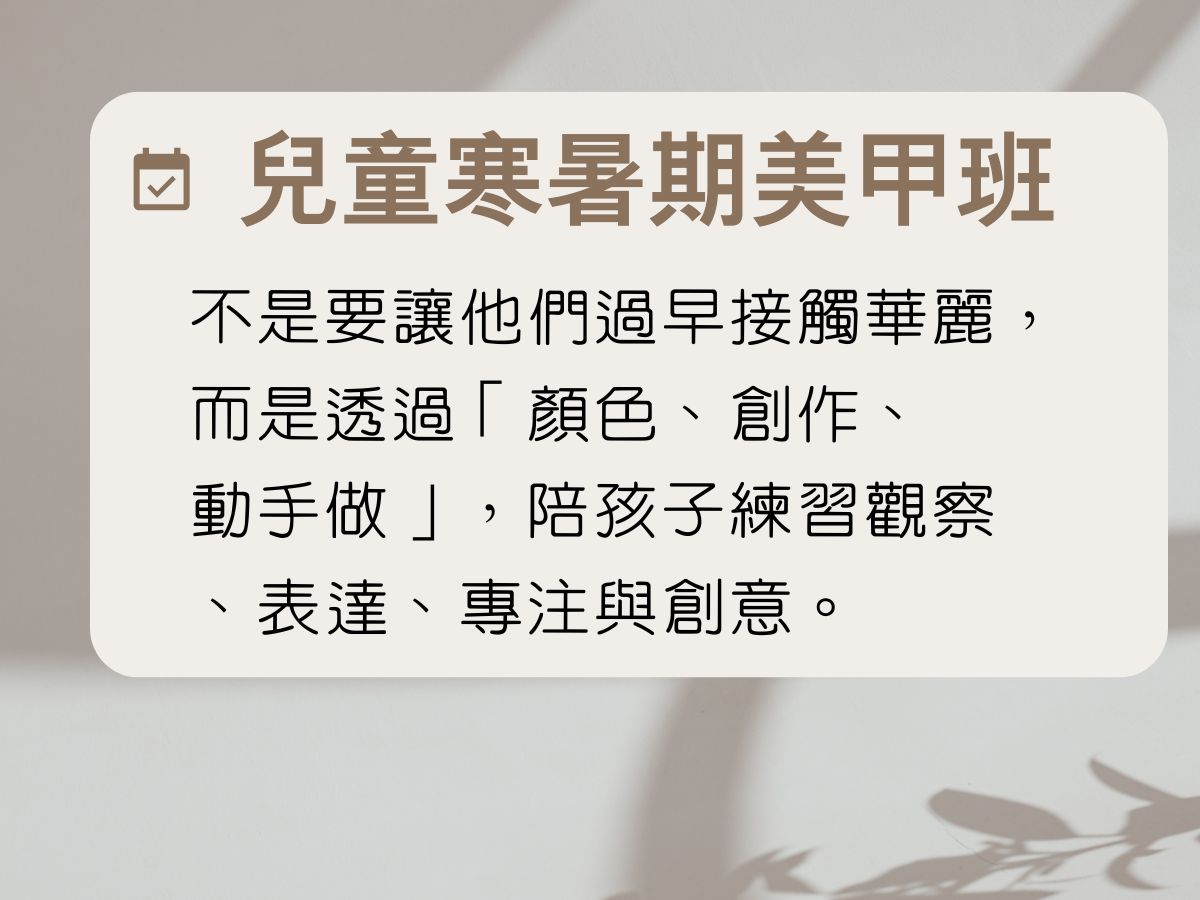 兒童寒暑期美甲班
不是要讓他們過早接觸華麗，
而是透過「 顏色、創作、
動手做 」，陪孩子練習觀察
、表達、專注與創意。